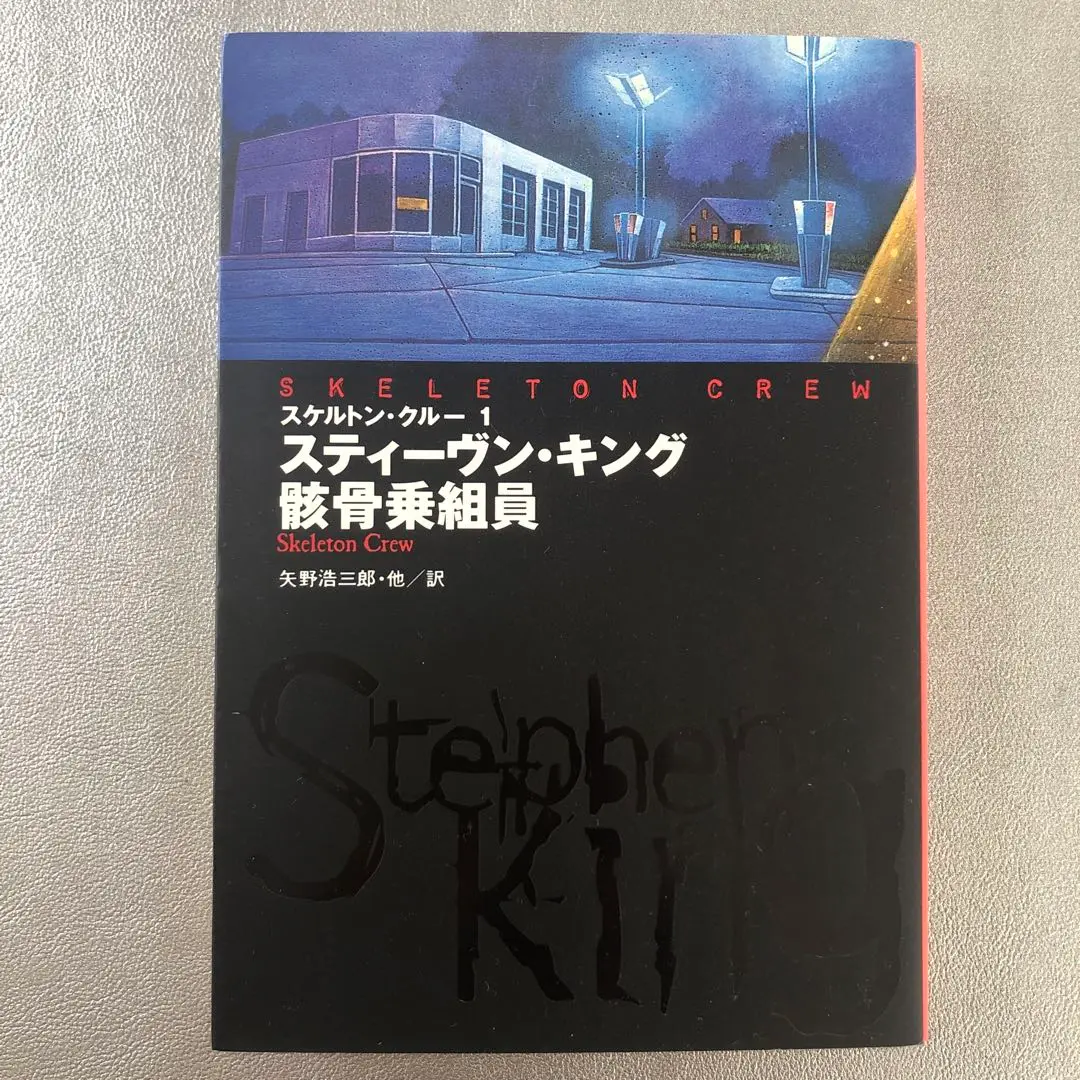 SKELETON CREW
スケルトン・クルー 1
スティーヴン・キング
骸骨乗組員
Skeleton Crew
矢野浩三郎・他／訳
Stephen
King